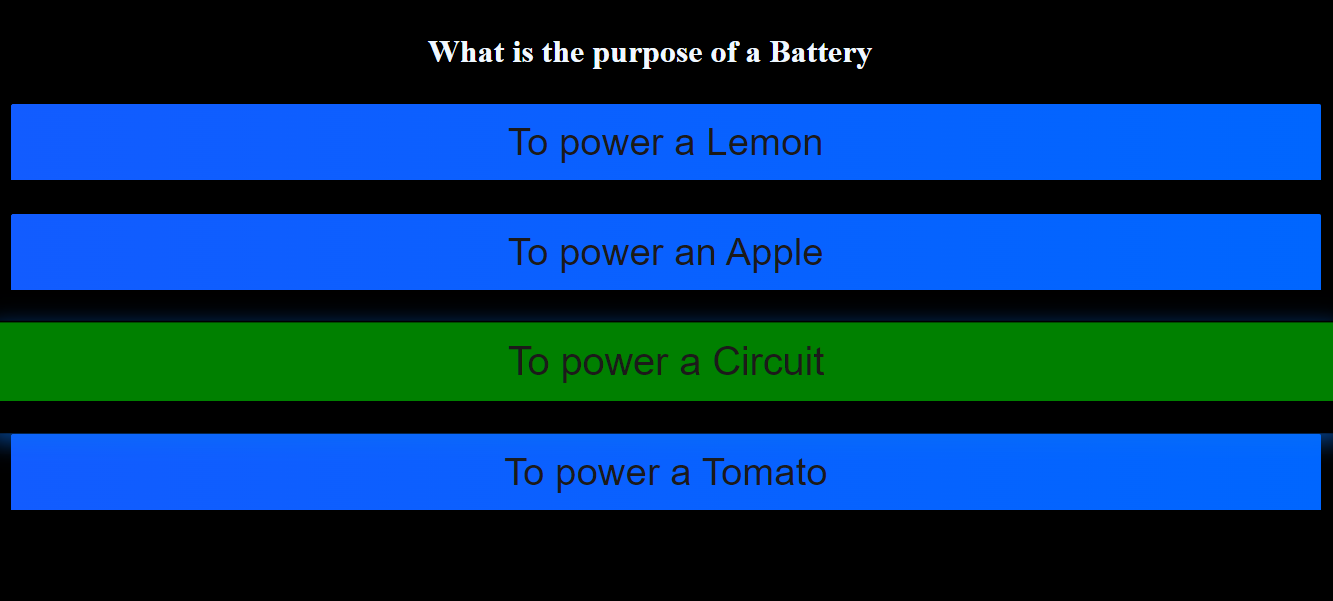 What is the purpose of a Battery
To power a Lemon
To power an Apple
To power a Circuit
To power a Tomato